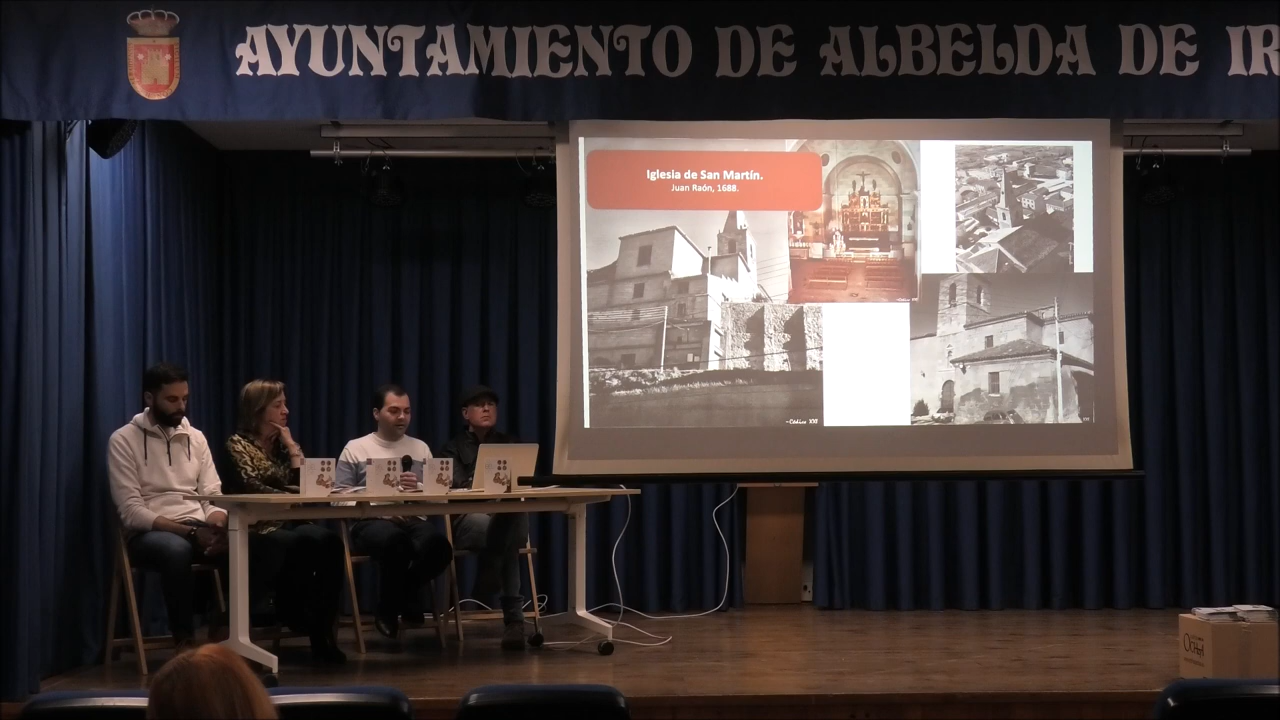 AYUNTAMIENTO DE ALBELDA DE IR
Iglesia de San Martín.
Juan Raón, 1688.